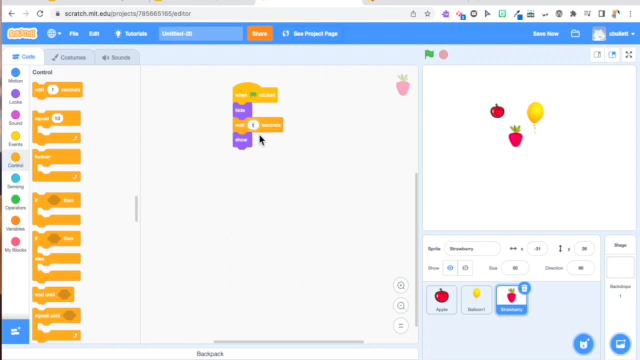 scratch.mit.edu/projects/785665165/editor
SCRATCH
File
Edit
Tutorials
Untitled-20
Share
See Project Page
Save Now
cbullett
Code
Costumes
Sounds
Motion
Looks
Sound
Events
Control
Sensing
Operators
Variables
My Blocks
Control
wait 1 seconds
repeat 10
forever
if then
if then
else
wait until
repeat until
when clicked
hide
wait seconds
show
Sprite
Strawberry
x
-31
y
Show
Size
Direction
Apple
Balloon1
Strawberry
Stage
Backdrops
1
Backpack